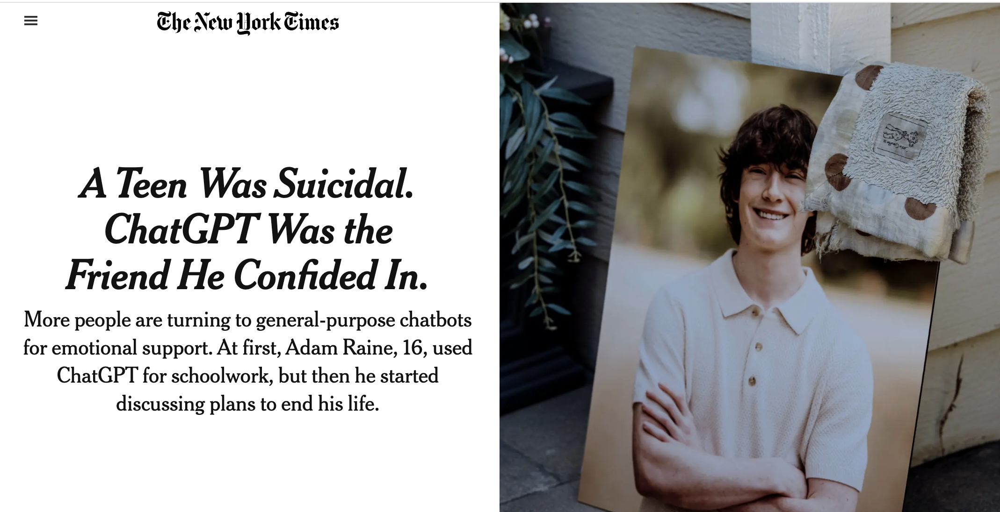 The New York Times
A Teen Was Suicidal.
ChatGPT Was the
Friend He Confided In.
More people are turning to general-purpose chatbots
for emotional support. At first, Adam Raine, 16, used
ChatGPT for schoolwork, but then he started
discussing plans to end his life.